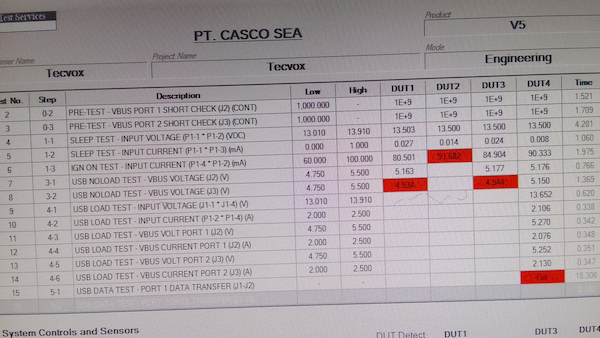 Test Services
PT. CASCO SEA
Product
V5
Project Name
Mode
Tecvox
Tecvox
Engineering
Test No. Step Description Low High DUT1 DUT2 DUT3 DUT4 Time
2 0-2 PRE-TEST - VBUS PORT 1 SHORT CHECK (J2) (CONT) 1,000.000 - 1E+9 1E+9 1E+9 1E+9 1.521
3 0-3 PRE-TEST - VBUS PORT 2 SHORT CHECK (J3) (CONT) 1,000.000 - 1E+9 1E+9 1E+9 1E+9 1.709
4 1-1 SLEEP TEST - INPUT VOLTAGE (P1-1 * P1-2) (VDC) 13.010 13.910 13.503 13.500 13.500 13.500 4.281
5 1-2 SLEEP TEST - INPUT CURRENT (P1-1 * P1-3) (mA) 0.000 1.000 0.027 0.014 0.024 0.008 1.060
6 1-3 IGN ON TEST - INPUT CURRENT (P1-4 * P1-2) (mA) 60.000 100.000 80.501 84.904 90.333 1.975
7 3-1 USB NOLOAD TEST - VBUS VOLTAGE (J2) (V) 4.750 5.500 5.163 5.177 5.176 0.766
8 3-2 USB NOLOAD TEST - VBUS VOLTAGE (J3) (V) 4.750 5.500 4.534 4.544 5.150 1.369
9 4-1 USB LOAD TEST - INPUT VOLTAGE (J1-1 J1-4) (V) 13.010 13.910 13.652 0.620
10 4-2 USB LOAD TEST - INPUT CURRENT (P1-2 * P1-4) (A) 2.000 2.500 2.106 0.338
11 4-3 USB LOAD TEST - VBUS VOLT PORT 1 (J2) (V) 4.750 5.500 5.270 0.342
12 4-4 USB LOAD TEST - VBUS CURRENT PORT 1 (J2) (A) 2.000 2.500 2.076 0.348
13 4-5 USB LOAD TEST - VBUS VOLT PORT 2 (J3) (V) 4.750 5.500 5.252 0.351
14 4-6 USB LOAD TEST - VBUS CURRENT PORT 2 (J3) (A) 2.000 2.500 2.130 0.347
15 5-1 USB DATA TEST - PORT 1 DATA TRANSFER (J1-J2) Fail 18.306
System Controls and Sensors
DUT Detect DUT1 DUT3 DUT4